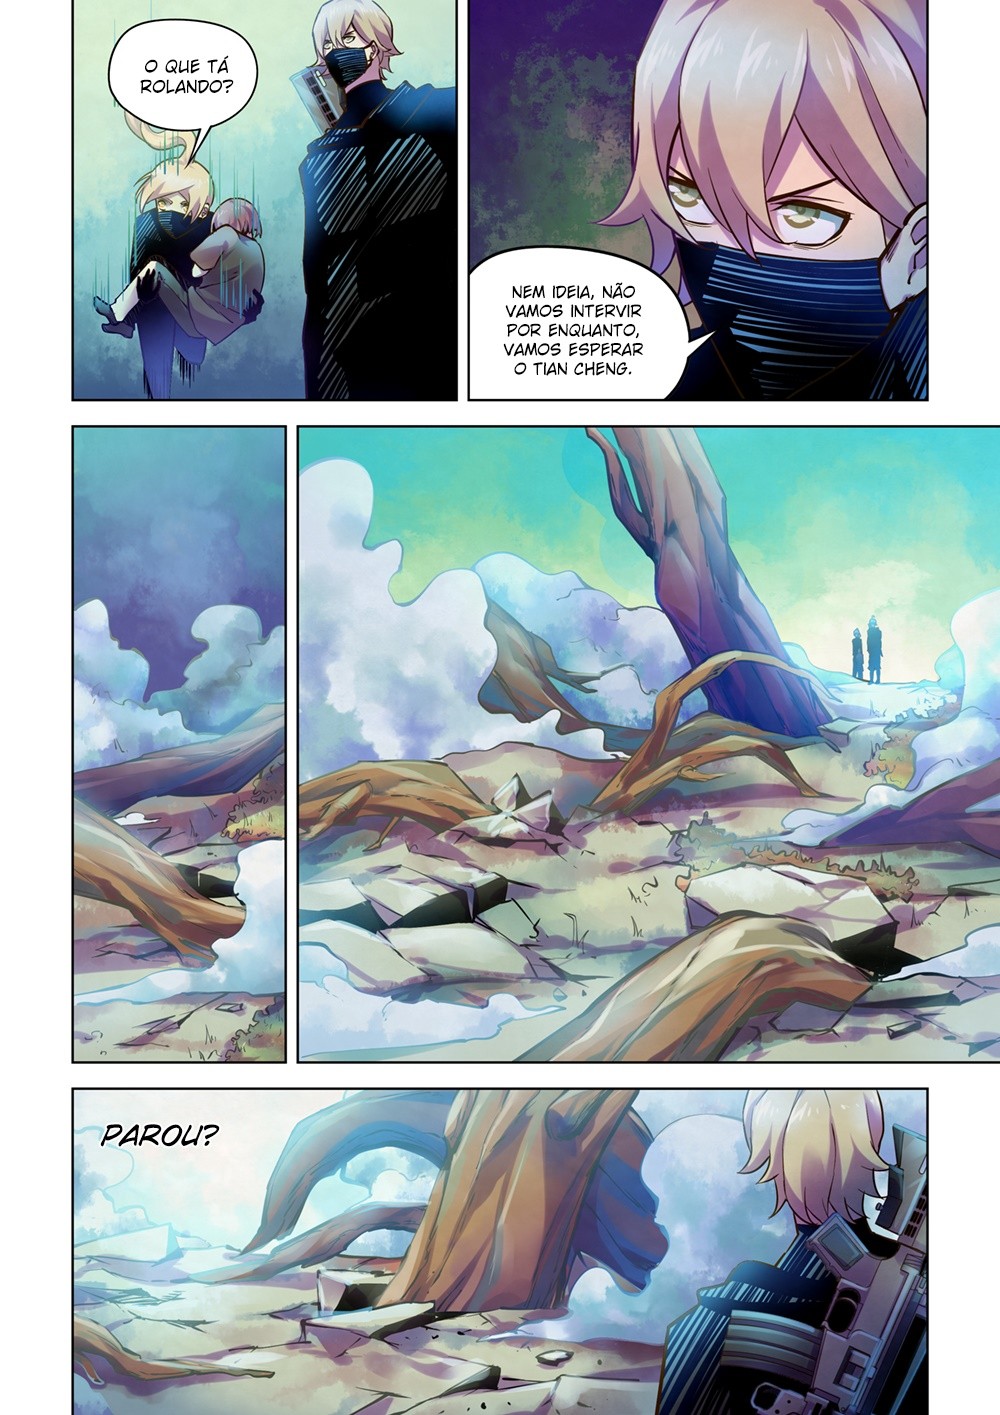 O QUE TÁ
ROLANDO?
NEM IDEIA, NÃO
VAMOS INTERVIR
POR ENQUANTO,
VAMOS ESPERAR
O TIAN CHENG.
PAROU?